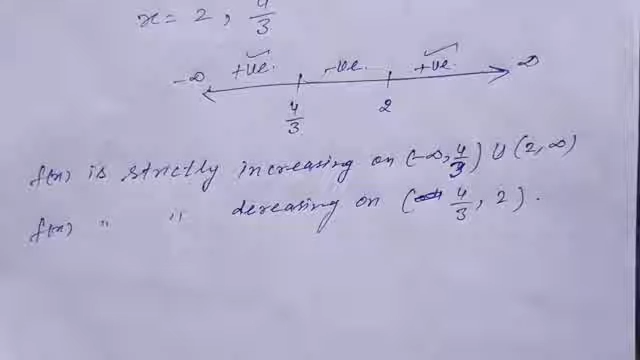 x = 2, 4/3
-∞ +ve. -ve. +ve. ∞
4/3 2
f(x) is strictly increasing on (-∞, 4/3) ∪ (2, ∞)
f(x) " " dereasing on (4/3, 2).